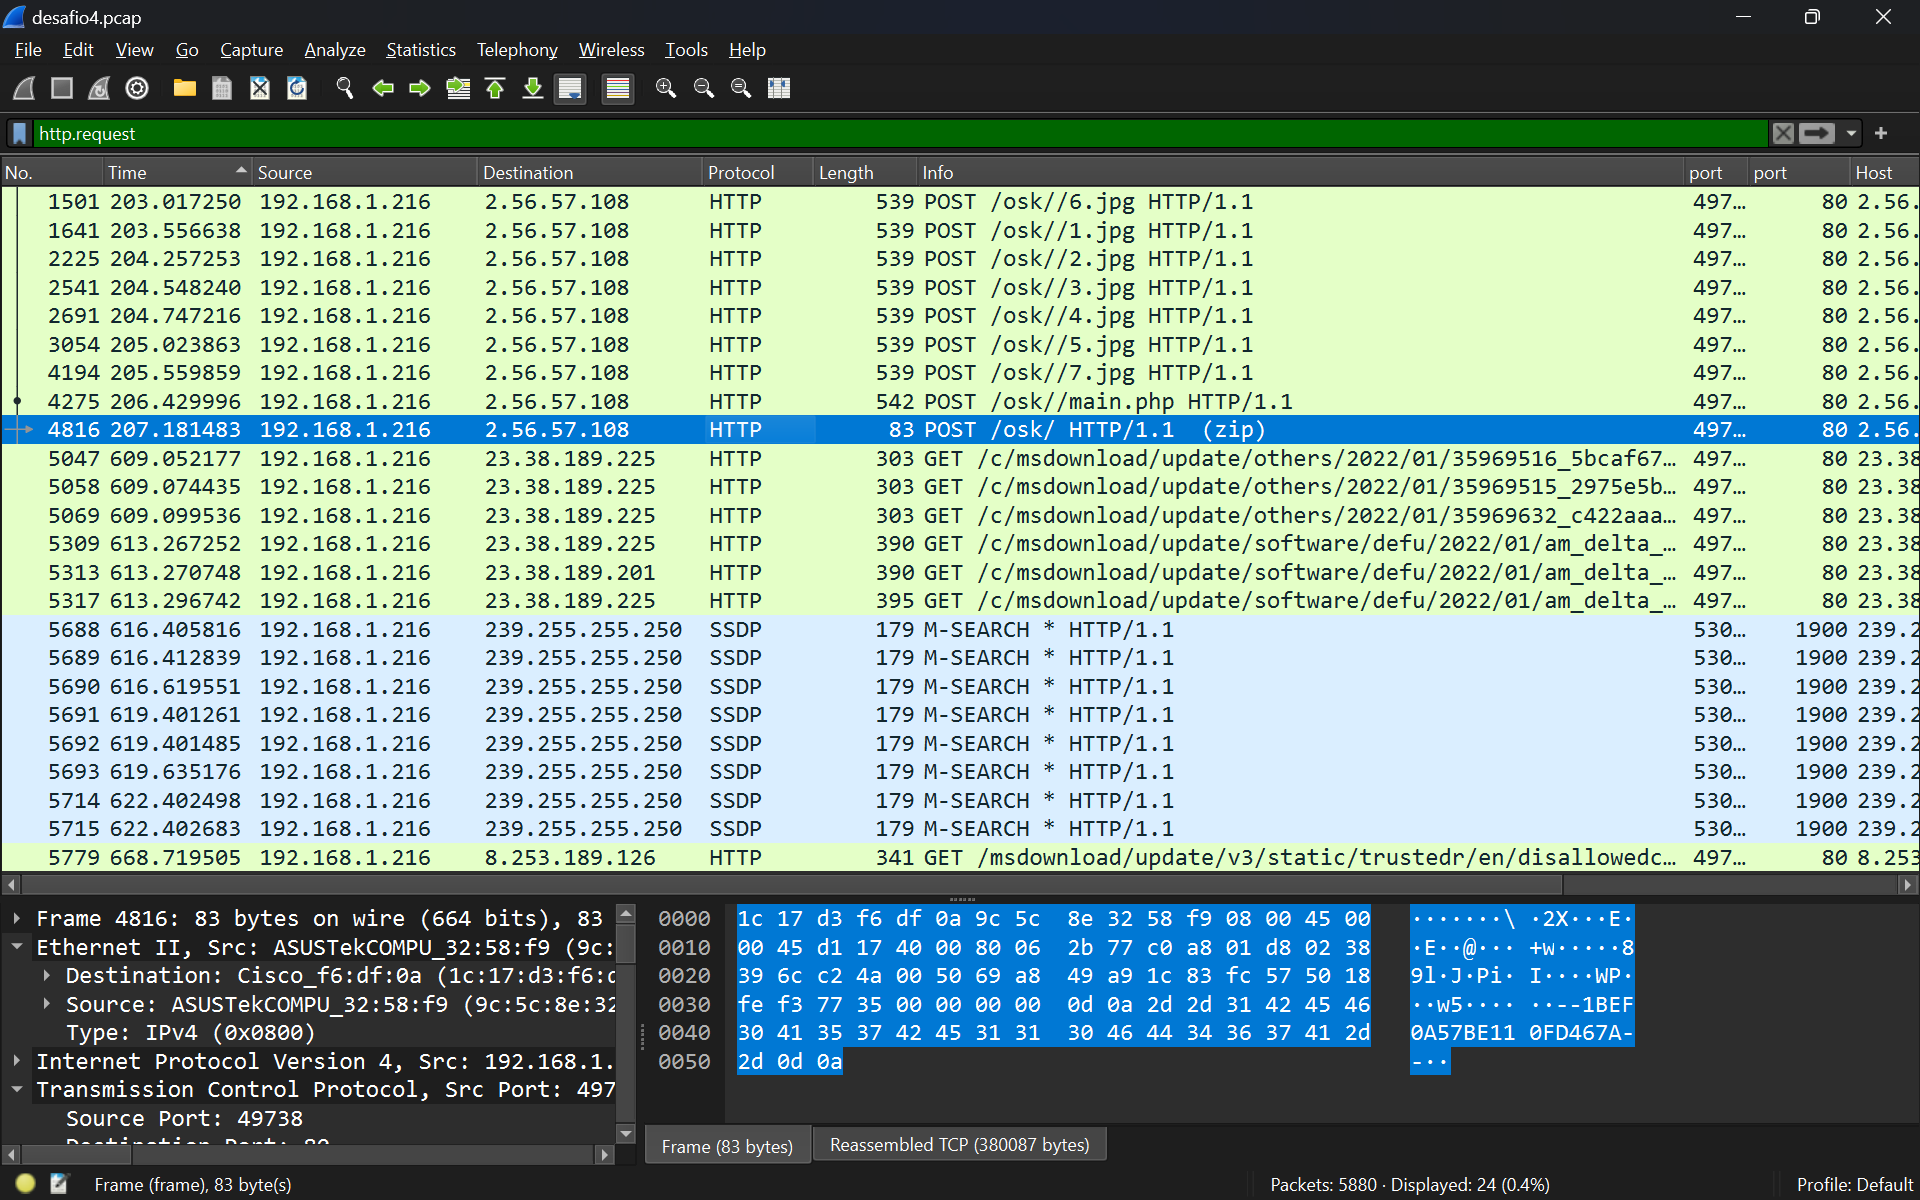 desafio4.pcap
File Edit View Go Capture Analyze Statistics Telephony Wireless Tools Help
http.request
No. Time Source Destination Protocol Length Info port port Host
1501 203.017250 192.168.1.216 2.56.57.108 HTTP 539 POST /osk//6.jpg HTTP/1.1 497… 80 2.56.
1641 203.556638 192.168.1.216 2.56.57.108 HTTP 539 POST /osk//1.jpg HTTP/1.1 497… 80 2.56.
2225 204.257253 192.168.1.216 2.56.57.108 HTTP 539 POST /osk//2.jpg HTTP/1.1 497… 80 2.56.
2541 204.548240 192.168.1.216 2.56.57.108 HTTP 539 POST /osk//3.jpg HTTP/1.1 497… 80 2.56.
2691 204.747216 192.168.1.216 2.56.57.108 HTTP 539 POST /osk//4.jpg HTTP/1.1 497… 80 2.56.
3054 205.023863 192.168.1.216 2.56.57.108 HTTP 539 POST /osk//5.jpg HTTP/1.1 497… 80 2.56.
4194 205.559859 192.168.1.216 2.56.57.108 HTTP 539 POST /osk//7.jpg HTTP/1.1 497… 80 2.56.
4275 206.429996 192.168.1.216 2.56.57.108 HTTP 542 POST /osk//main.php HTTP/1.1 497… 80 2.56.
4816 207.181483 192.168.1.216 2.56.57.108 HTTP 83 POST /osk/ HTTP/1.1 (zip) 497… 80 2.56.
5047 609.052177 192.168.1.216 23.38.189.225 HTTP 303 GET /c/msdownload/update/others/2022/01/35969516_5bcaf67… 497… 80 23.38
5058 609.074435 192.168.1.216 23.38.189.225 HTTP 303 GET /c/msdownload/update/others/2022/01/35969515_2975e5b… 497… 80 23.38
5069 609.099536 192.168.1.216 23.38.189.225 HTTP 303 GET /c/msdownload/update/others/2022/01/35969632_c422aaa… 497… 80 23.38
5309 613.267252 192.168.1.216 23.38.189.225 HTTP 390 GET /c/msdownload/update/software/defu/2022/01/am_delta_… 497… 80 23.38
5313 613.270748 192.168.1.216 23.38.189.201 HTTP 390 GET /c/msdownload/update/software/defu/2022/01/am_delta_… 497… 80 23.38
5317 613.296742 192.168.1.216 23.38.189.225 HTTP 395 GET /c/msdownload/update/software/defu/2022/01/am_delta_… 497… 80 23.38
5688 616.405816 192.168.1.216 239.255.255.250 SSDP 179 M-SEARCH * HTTP/1.1 530… 1900 239.2
5689 616.412839 192.168.1.216 239.255.255.250 SSDP 179 M-SEARCH * HTTP/1.1 530… 1900 239.2
5690 616.619551 192.168.1.216 239.255.255.250 SSDP 179 M-SEARCH * HTTP/1.1 530… 1900 239.2
5691 619.401261 192.168.1.216 239.255.255.250 SSDP 179 M-SEARCH * HTTP/1.1 530… 1900 239.2
5692 619.401485 192.168.1.216 239.255.255.250 SSDP 179 M-SEARCH * HTTP/1.1 530… 1900 239.2
5693 619.635176 192.168.1.216 239.255.255.250 SSDP 179 M-SEARCH * HTTP/1.1 530… 1900 239.2
5714 622.402498 192.168.1.216 239.255.255.250 SSDP 179 M-SEARCH * HTTP/1.1 530… 1900 239.2
5715 622.402683 192.168.1.216 239.255.255.250 SSDP 179 M-SEARCH * HTTP/1.1 530… 1900 239.2
5779 668.719505 192.168.1.216 8.253.189.126 HTTP 341 GET /msdownload/update/v3/static/trustedr/en/disallowedc… 497… 80 8.253
Frame 4816: 83 bytes on wire (664 bits), 83
Ethernet II, Src: ASUSTekCOMPU_32:58:f9 (9c:
Destination: Cisco_f6:df:0a (1c:17:d3:f6:d
Source: ASUSTekCOMPU_32:58:f9 (9c:5c:8e:32
Type: IPv4 (0x0800)
Internet Protocol Version 4, Src: 192.168.1.
Transmission Control Protocol, Src Port: 497
Source Port: 49738
Destination Port: 80
0000 1c 17 d3 f6 df 0a 9c 5c 8e 32 58 f9 08 00 45 00 ·······\ ·2X···E·
0010 00 45 d1 17 40 00 80 06 2b 77 c0 a8 01 d8 02 38 ·E··@··· +w·····8
0020 39 6c c2 4a 00 50 69 a8 49 a9 1c 83 fc 57 50 18 9l·J·Pi· I····WP·
0030 fe f3 77 35 00 00 00 00 0d 0a 2d 2d 31 42 45 46 ··w5···· ··--1BEF
0040 30 41 35 37 42 45 31 31 30 46 44 34 36 37 41 2d 0A57BE11 0FD467A-
0050 2d 0d 0a -··
Frame (83 bytes) Reassembled TCP (380087 bytes)
Frame (frame), 83 byte(s) Packets: 5880 · Displayed: 24 (0.4%) Profile: Default